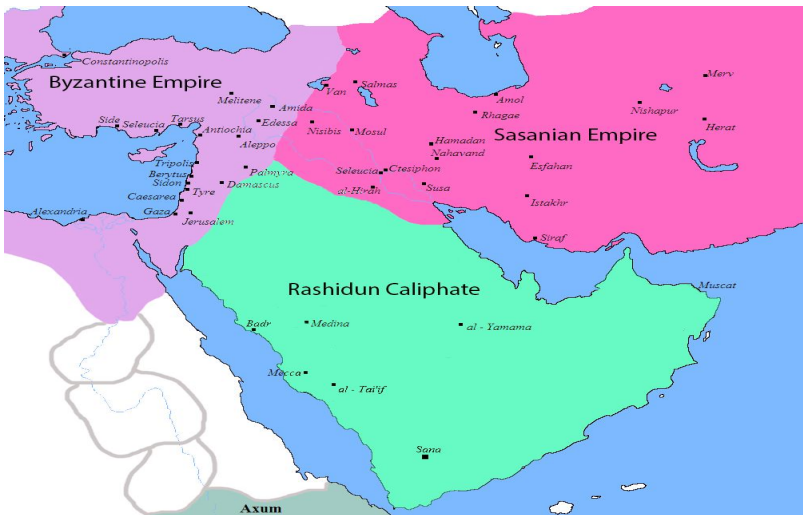 Constantinopolis
Byzantine Empire
Melitene
Amida
Van
Salmas
Amol
Rhagae
Merv
Nishapur
Herat
Sasanian Empire
Side
Seleucia
Tarsus
Antiochia
Edessa
Aleppo
Nisibis
Mosul
Hamadan
Nahavand
Esfahan
Tripolis
Berytus
Sidon
Tyre
Palmyra
Damascus
Seleucia
Ctesiphon
al-Hirah
Susa
Istakhr
Caesarea
Alexandria
Gaza
Jerusalem
Siraf
Rashidun Caliphate
Muscat
Badr
Medina
al - Yamama
Mecca
al - Tai'if
Sana
Axum